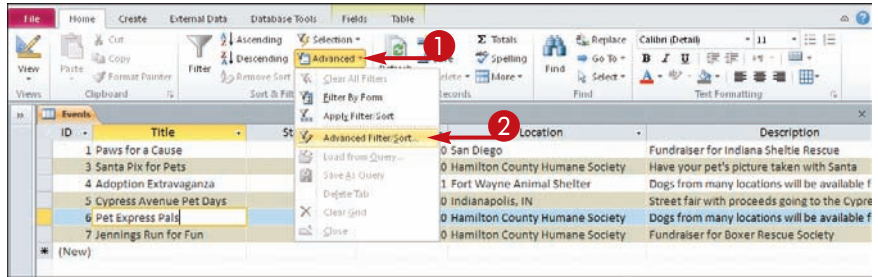 File Home Create External Data Database Tools Fields Table
Cut Ascending Selection Totals Replace Calibri (Detail) 11
View Paste Copy Filter Descending Advanced 1 Spelling Find Go To B I U
Format Painter Remove Sort Clear All Filters More Select A
Views Clipboard Sort & Filt Filter By Form ecords Find Text Formatting
Events Apply Filter/Sort
ID Title St Advanced Filter/Sort... 2 ocation Description
1 Paws for a Cause Load from Query... 0 San Diego Fundraiser for Indiana Sheltie Rescue
3 Santa Pix for Pets Save As Query 0 Hamilton County Humane Society Have your pet's picture taken with Santa
4 Adoption Extravaganza Delete Tab 1 Fort Wayne Animal Shelter Dogs from many locations will be available f
5 Cypress Avenue Pet Days 0 Indianapolis, IN Street fair with proceeds going to the Cypre
6 Pet Express Pals Clear Grid 0 Hamilton County Humane Society Dogs from many locations will be available f
7 Jennings Run for Fun Close 0 Hamilton County Humane Society Fundraiser for Boxer Rescue Society
(New)